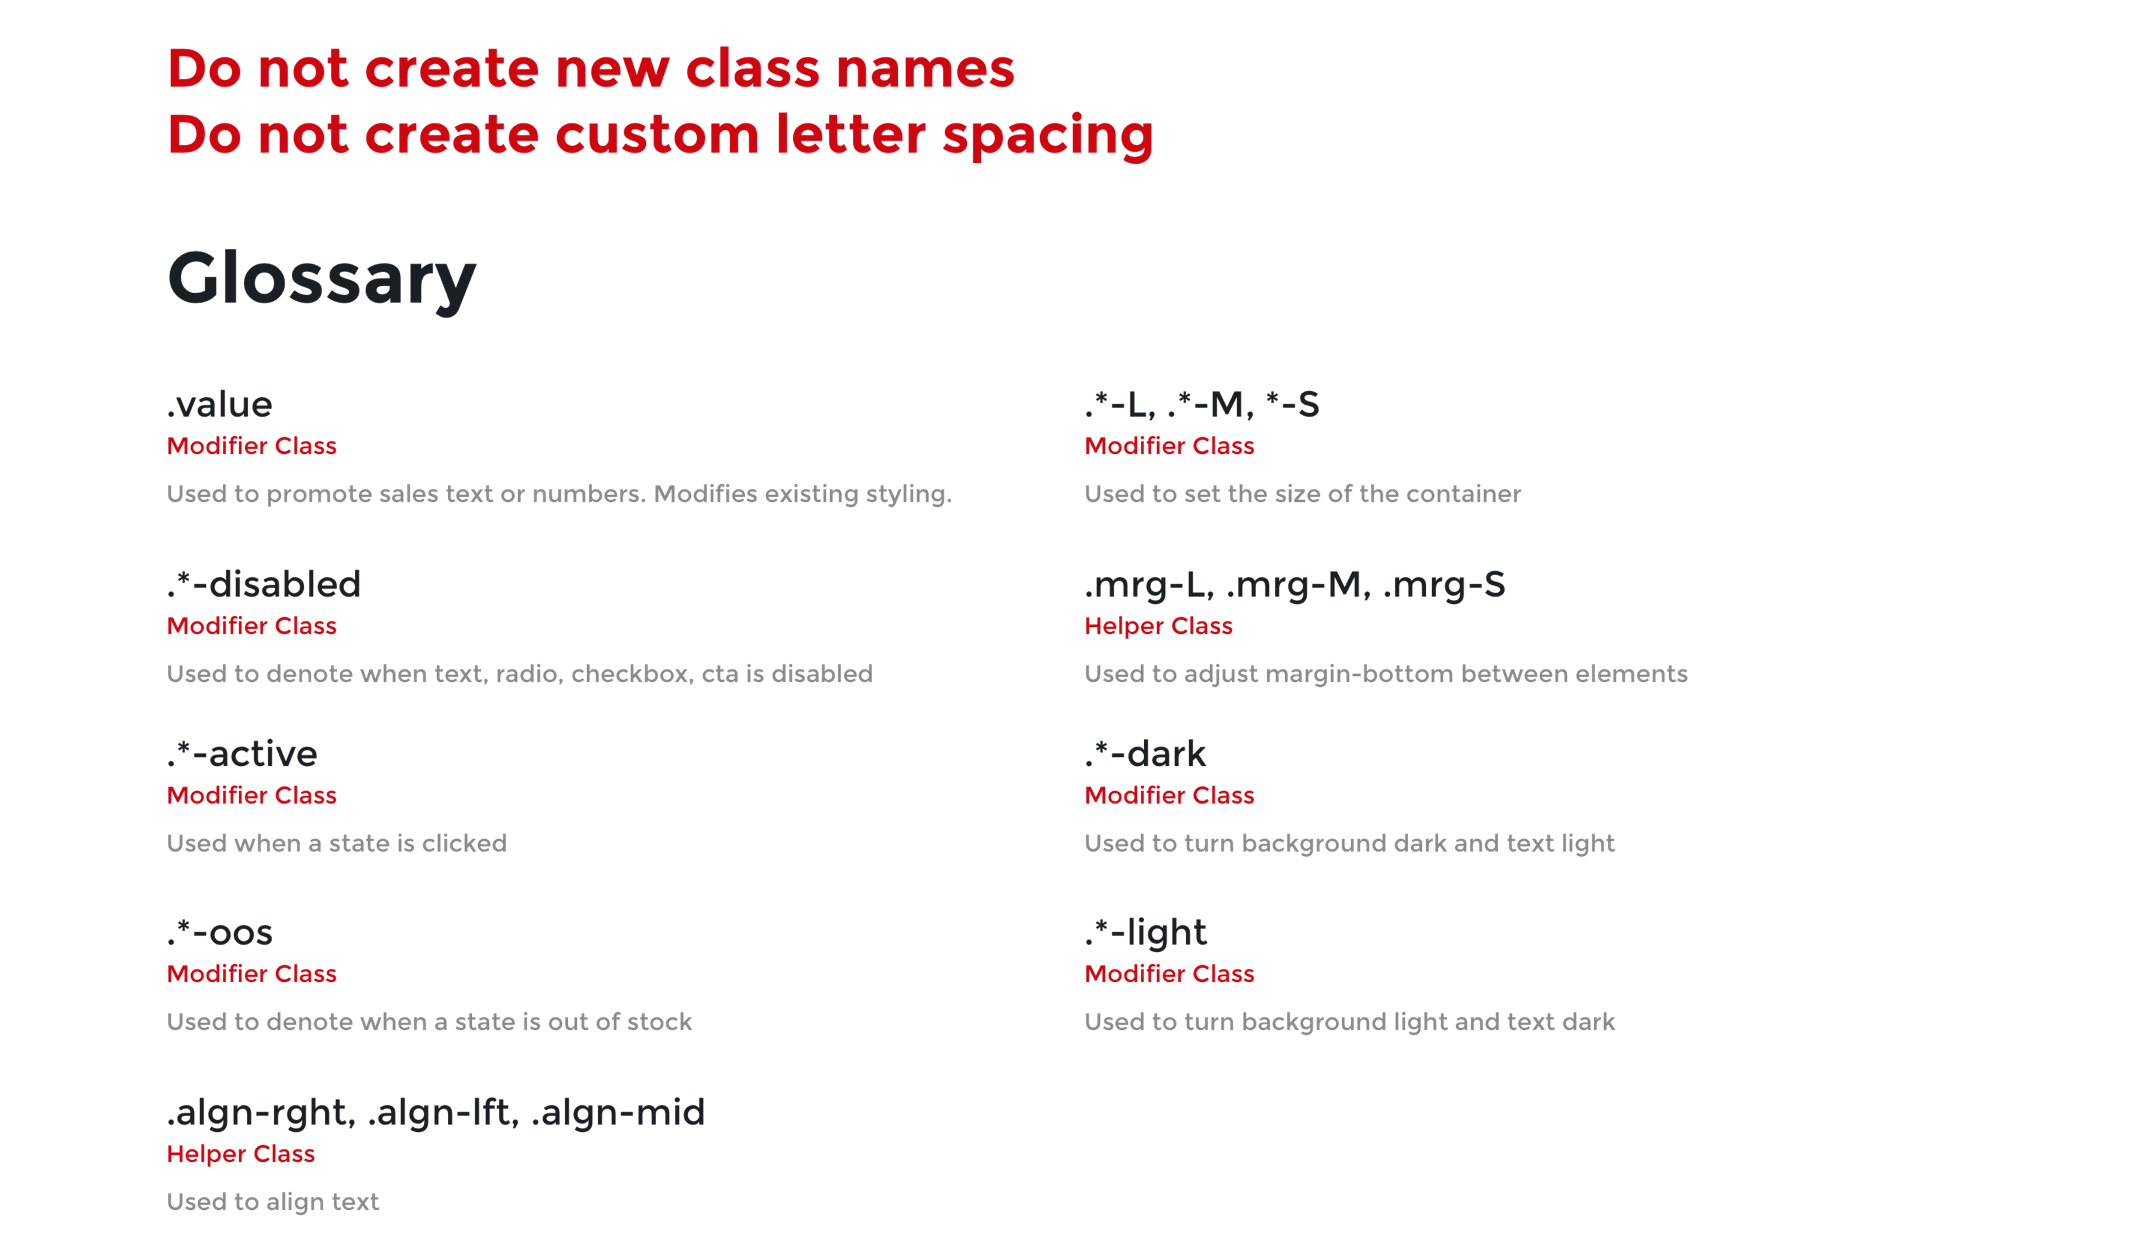 Do not create new class names
Do not create custom letter spacing
Glossary
.value
Modifier Class
Used to promote sales text or numbers. Modifies existing styling.
.*-disabled
Modifier Class
Used to denote when text, radio, checkbox, cta is disabled
.*-active
Modifier Class
Used when a state is clicked
.*-oos
Modifier Class
Used to denote when a state is out of stock
.algn-rght, .algn-lft, .algn-mid
Helper Class
Used to align text
.*-L, .*-M, *-S
Modifier Class
Used to set the size of the container
.mrg-L, .mrg-M, .mrg-S
Helper Class
Used to adjust margin-bottom between elements
.*-dark
Modifier Class
Used to turn background dark and text light
.*-light
Modifier Class
Used to turn background light and text dark